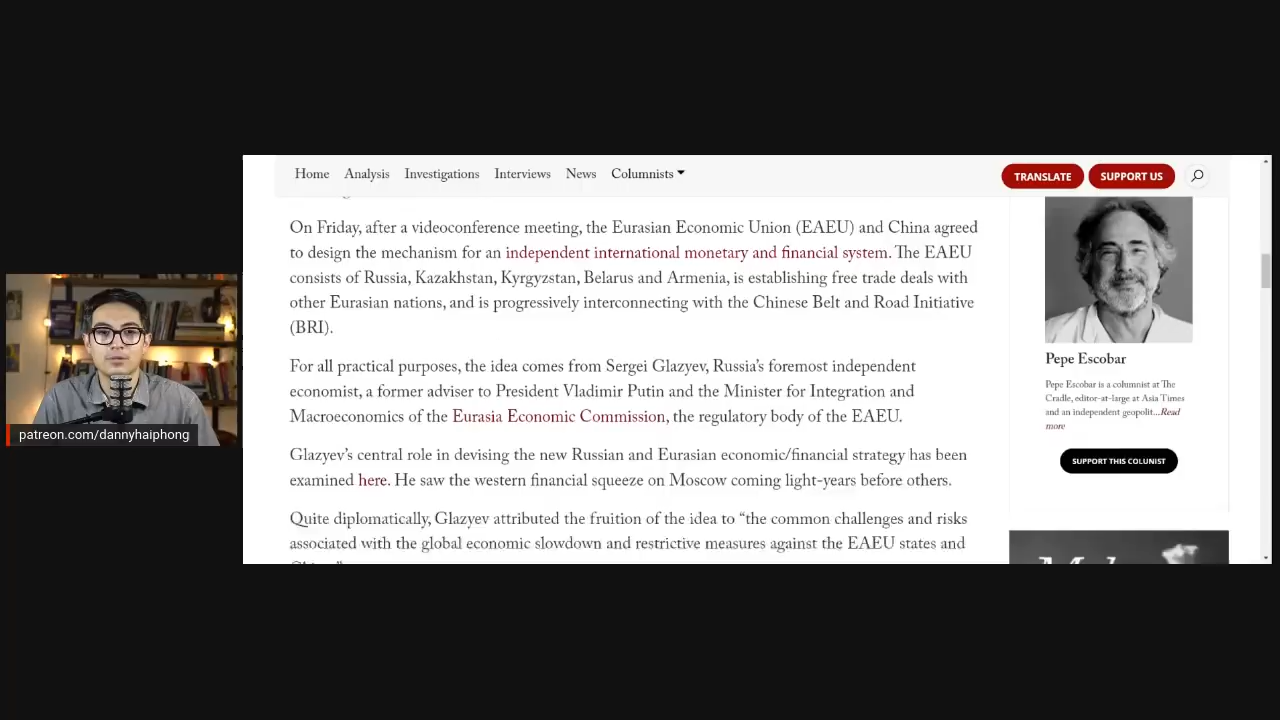 Home Analysis Investigations Interviews News Columnists
TRANSLATE SUPPORT US
On Friday, after a videoconference meeting, the Eurasian Economic Union (EAEU) and China agreed
to design the mechanism for an independent international monetary and financial system. The EAEU
consists of Russia, Kazakhstan, Kyrgyzstan, Belarus and Armenia, is establishing free trade deals with
other Eurasian nations, and is progressively interconnecting with the Chinese Belt and Road Initiative
(BRI).
For all practical purposes, the idea comes from Sergei Glazyev, Russia's foremost independent
economist, a former adviser to President Vladimir Putin and the Minister for Integration and
Macroeconomics of the Eurasia Economic Commission, the regulatory body of the EAEU.
Glazyev's central role in devising the new Russian and Eurasian economic/financial strategy has been
examined here. He saw the western financial squeeze on Moscow coming light-years before others.
Quite diplomatically, Glazyev attributed the fruition of the idea to “the common challenges and risks
associated with the global economic slowdown and restrictive measures against the EAEU states and
Pepe Escobar
Pepe Escobar is a columnist at The
Cradle, editor-at-large at Asia Times
and an independent geopolit...Read
more
SUPPORT THIS COLUNIST
patreon.com/dannyhaiphong